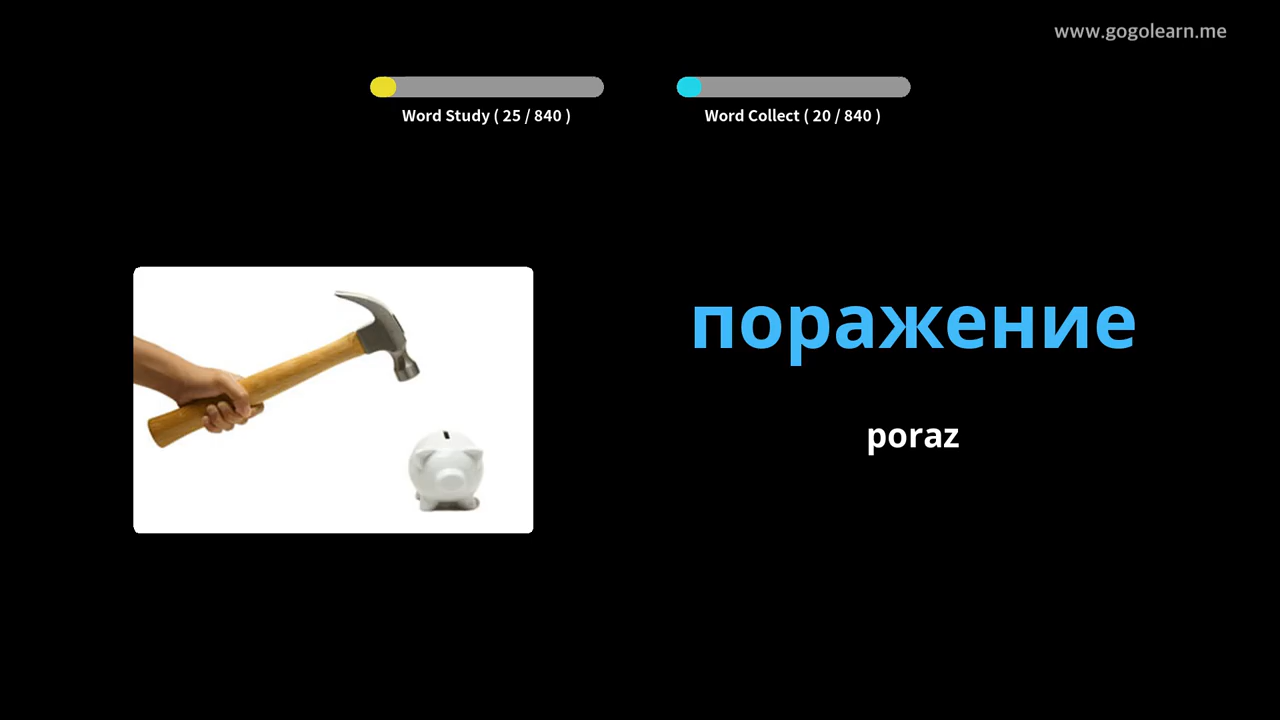 www.gogolearn.me
Word Study ( 25 / 840 )
Word Collect ( 20 / 840 )
поражение
poraz